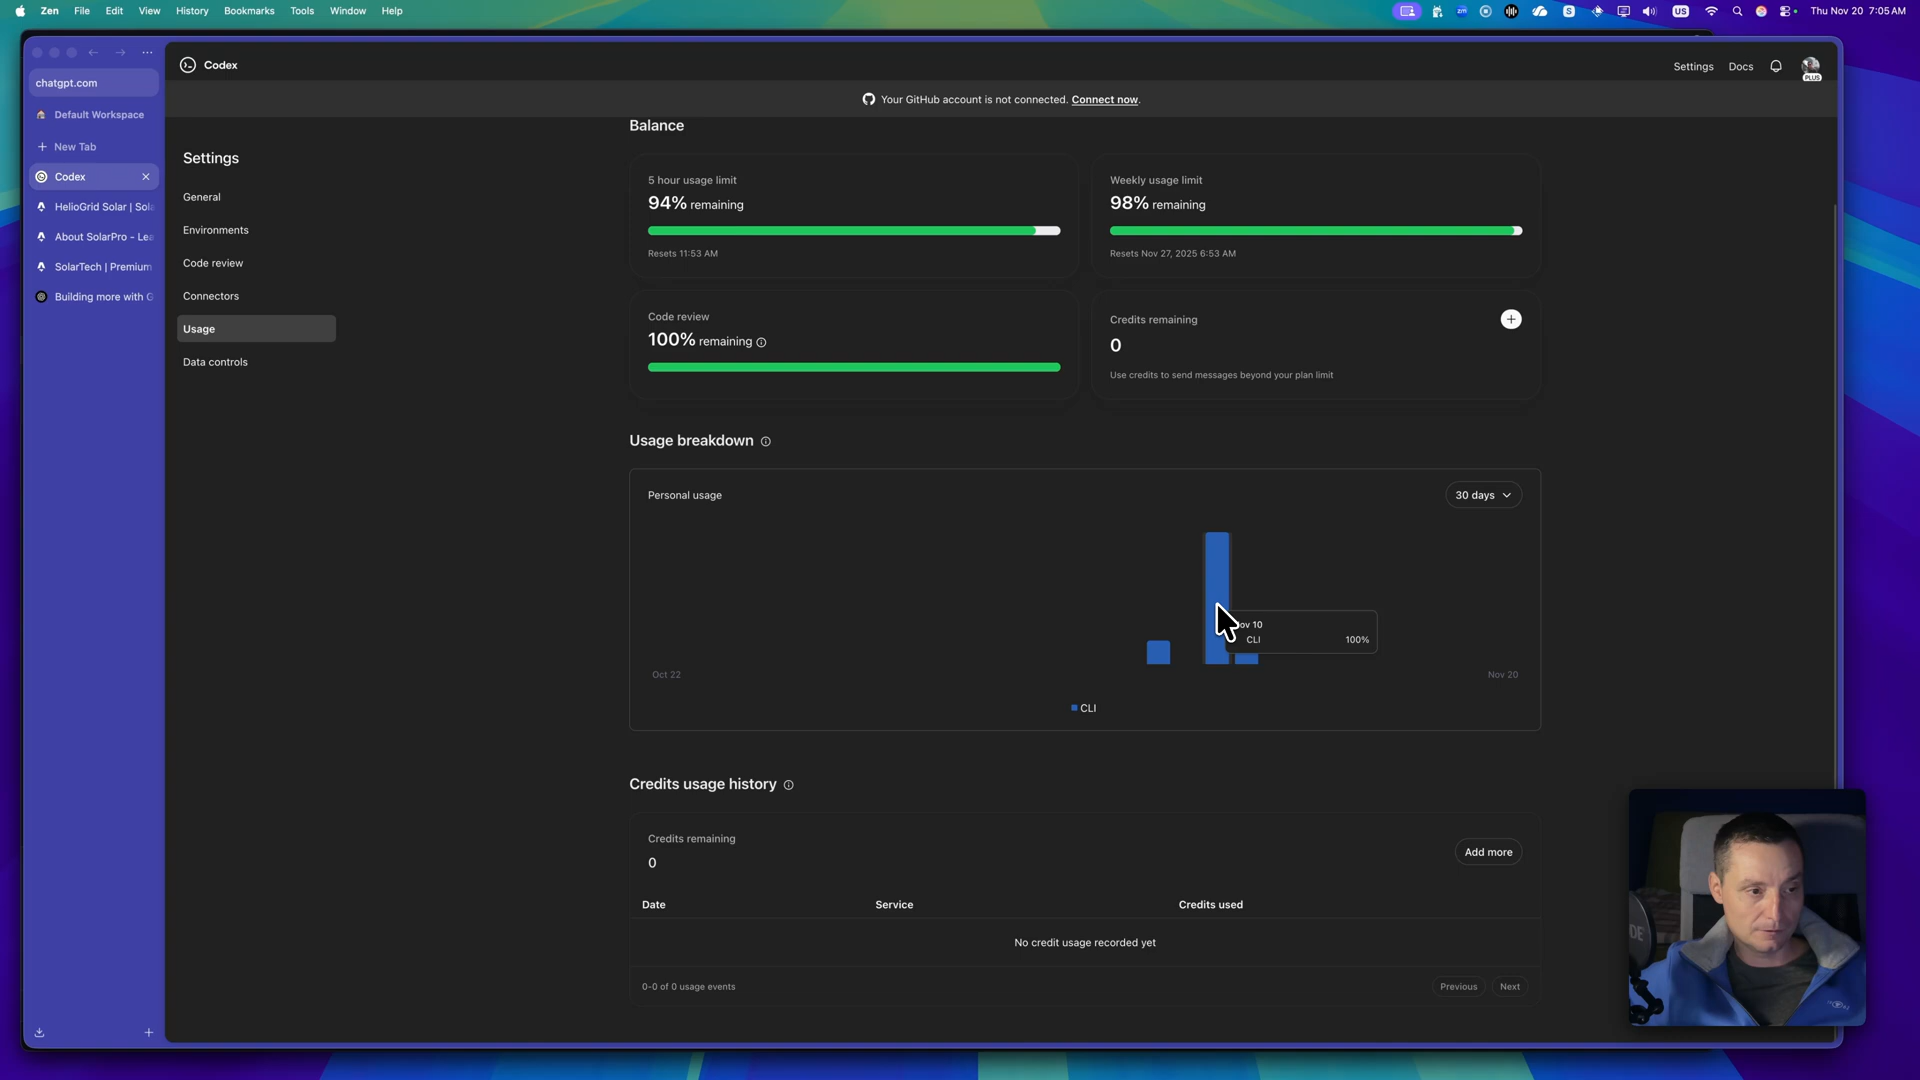 Zen File Edit View History Bookmarks Tools Window Help
zm
S
US
Thu Nov 20 7:05 AM
chatgpt.com
Default Workspace
New Tab
Codex
HelioGrid Solar | Sola
About SolarPro - Lea
SolarTech | Premium
Building more with G
Codex
Settings Docs
PLUS
Your GitHub account is not connected. Connect now.
Settings
General
Environments
Code review
Connectors
Usage
Data controls
Balance
5 hour usage limit
94% remaining
Resets 11:53 AM
Weekly usage limit
98% remaining
Resets Nov 27, 2025 6:53 AM
Code review
100% remaining
Credits remaining
0
Use credits to send messages beyond your plan limit
Usage breakdown
Personal usage
30 days
ov 10
CLI 100%
Oct 22 Nov 20
CLI
Credits usage history
Credits remaining
0
Add more
Date Service Credits used
No credit usage recorded yet
0-0 of 0 usage events
Previous Next
DE